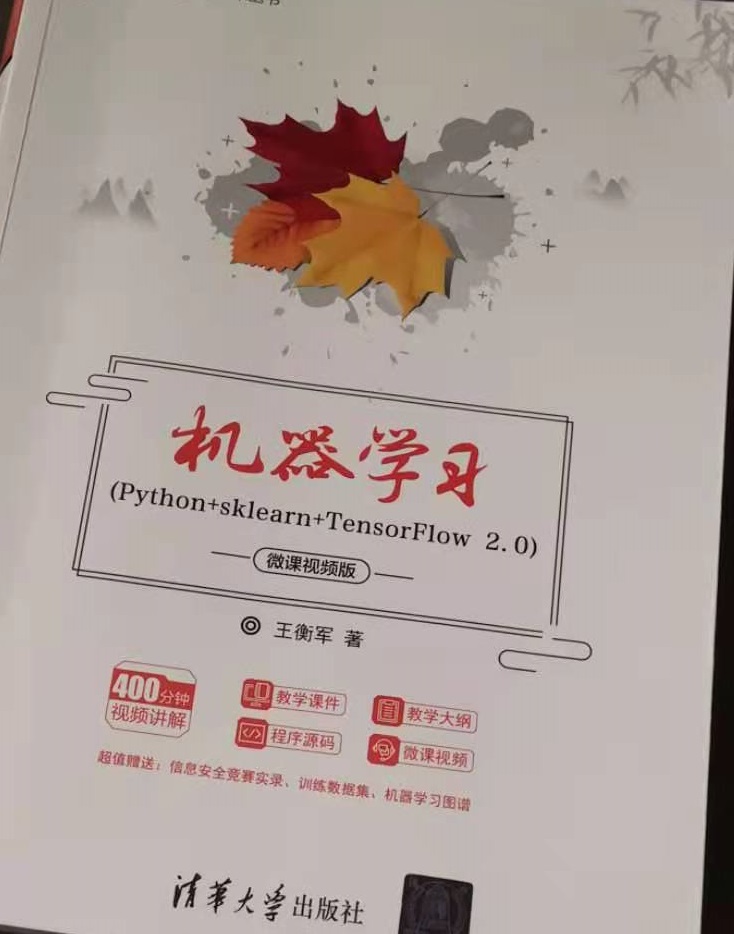 机器学习
(Python+sklearn+TensorFlow 2.0)
微课视频版
王衡军 著
400分钟
视频讲解
教学课件
教学大纲
程序源码
微课视频
超值赠送：信息安全竞赛实录、训练数据集、机器学习图谱
清华大学出版社